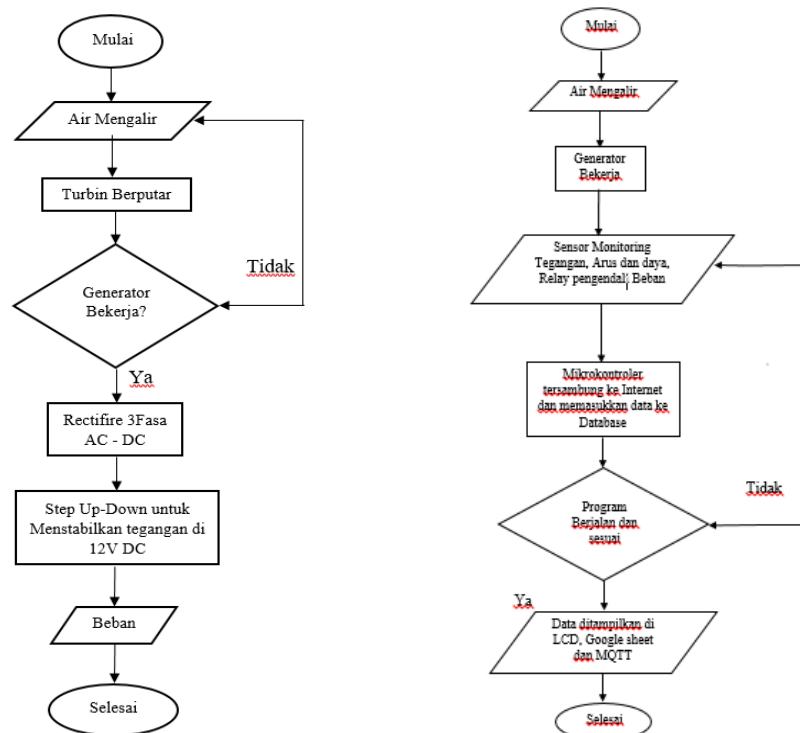 Mulai
Air Mengalir
Turbin Berputar
Generator
Bekerja?
Tidak
Ya
Rectifire 3Fasa
AC - DC
Step Up-Down untuk
Menstabilkan tegangan di
12V DC
Beban
Selesai
Mulai
Air Mengalir
Generator
Bekerja
Sensor Monitoring
Tegangan, Arus dan daya,
Relay pengendali Beban
Mikrokontroler
tersambung ke Internet
dan memasukkan data ke
Database
Program
Berjalan dan
sesuai
Tidak
Ya
Data ditampilkan di
LCD, Google sheet
dan MQTT
Selesai